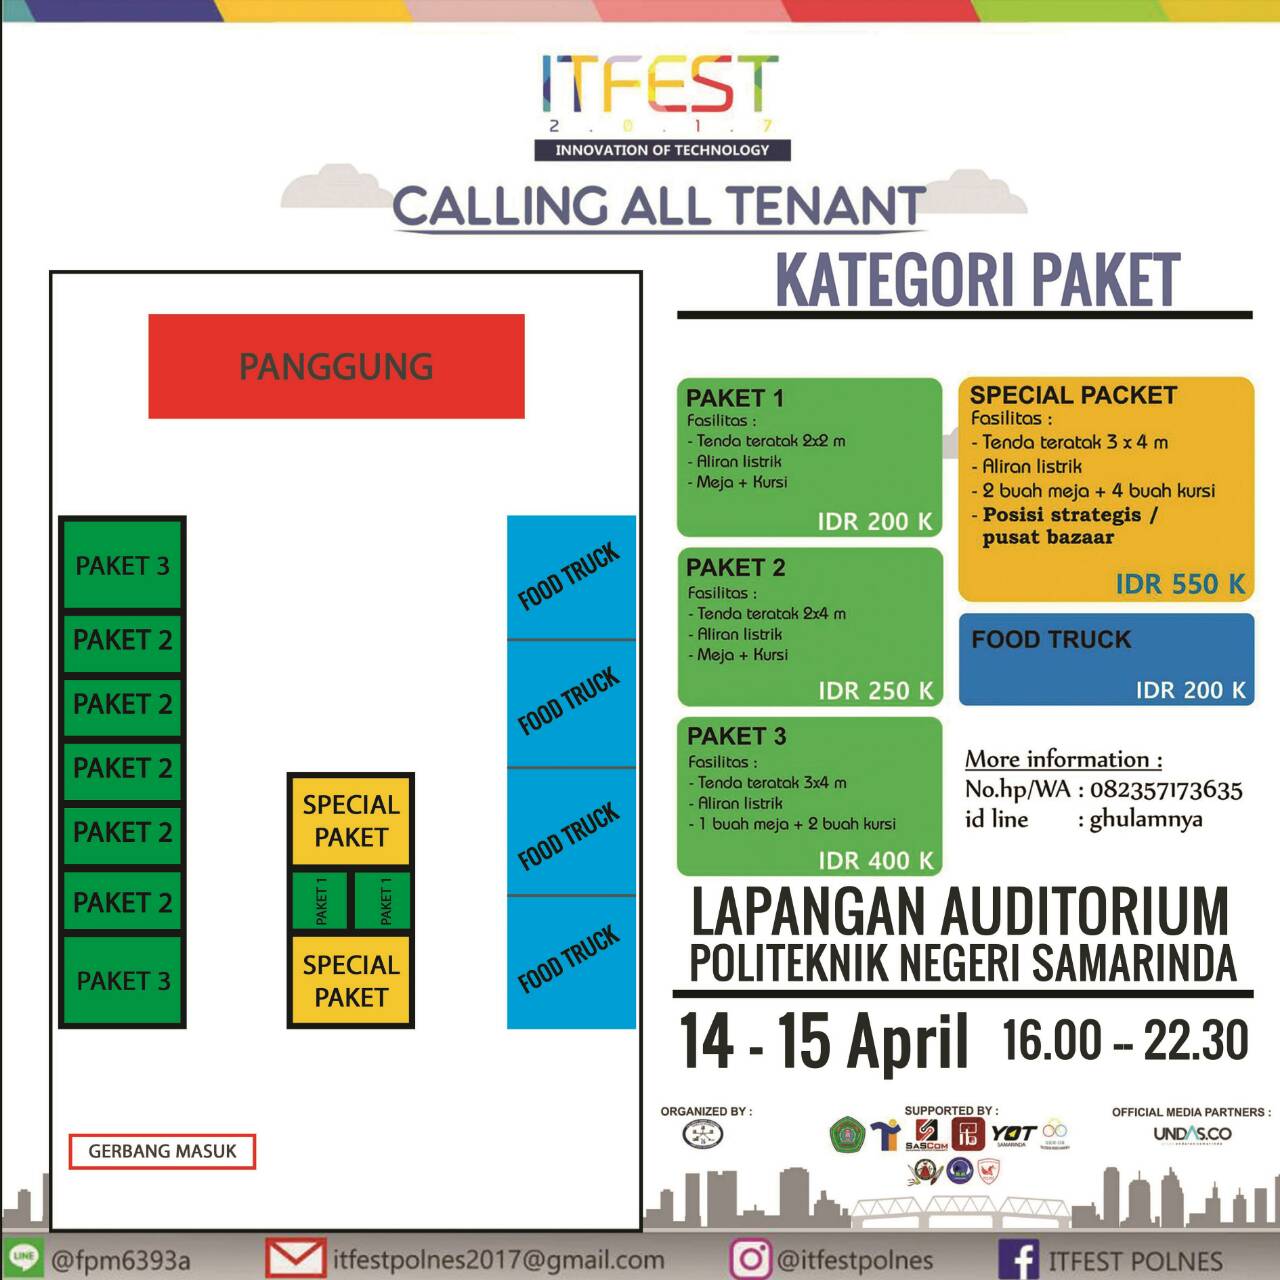 ITFEST
2.0.1.7
INNOVATION OF TECHNOLOGY
CALLING ALL TENANT
PANGGUNG
PAKET 3
PAKET 2
PAKET 2
PAKET 2
PAKET 2
PAKET 2
PAKET 3
SPECIAL
PAKET
PAKET 1
PAKET 1
SPECIAL
PAKET
FOOD TRUCK
FOOD TRUCK
FOOD TRUCK
FOOD TRUCK
GERBANG MASUK
KATEGORI PAKET
PAKET 1
Fasilitas :
- Tenda teratak 2x2 m
- Aliran listrik
- Meja + Kursi
IDR 200 K
PAKET 2
Fasilitas :
- Tenda teratak 2x4 m
- Aliran listrik
- Meja + Kursi
IDR 250 K
PAKET 3
Fasilitas :
- Tenda teratak 3x4 m
- Aliran listrik
- 1 buah meja + 2 buah kursi
IDR 400 K
SPECIAL PACKET
Fasilitas :
- Tenda teratak 3 x 4 m
- Aliran listrik
- 2 buah meja + 4 buah kursi
- Posisi strategis /
pusat bazaar
IDR 550 K
FOOD TRUCK
IDR 200 K
More information :
No.hp/WA : 082357173635
id line : ghulamnya
LAPANGAN AUDITORIUM
POLITEKNIK NEGERI SAMARINDA
14 - 15 April 16.00 -- 22.30
ORGANIZED BY :
SUPPORTED BY :
SASCOM
YOT
SAMARINDA
OFFICIAL MEDIA PARTNERS :
UNDAS.CO
LINE
@fpm6393a
itfestpolnes2017@gmail.com
@itfestpolnes
ITFEST POLNES